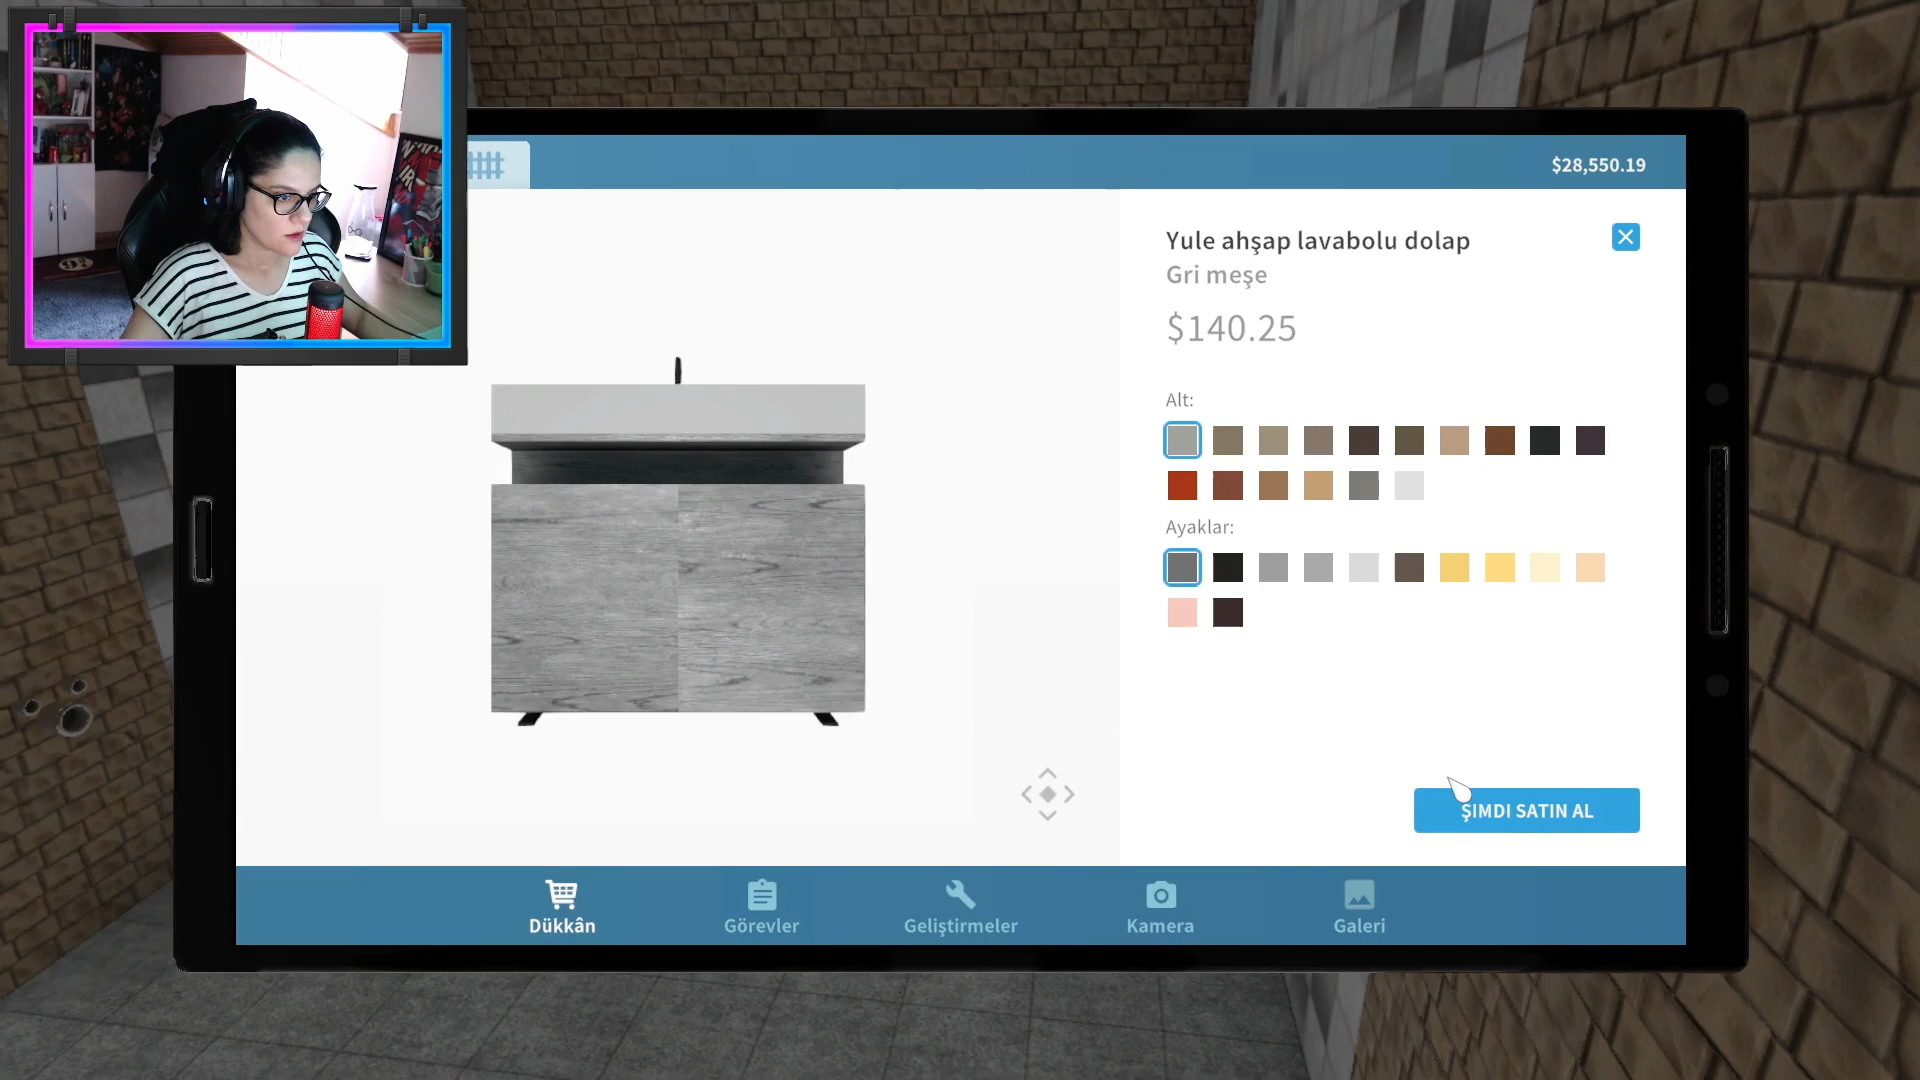 $28,550.19
Yule ahşap lavabolu dolap
Gri meşe
$140.25
Alt:
Ayaklar:
ŞIMDI SATIN AL
Dükkân
Görevler
Geliştirmeler
Kamera
Galeri